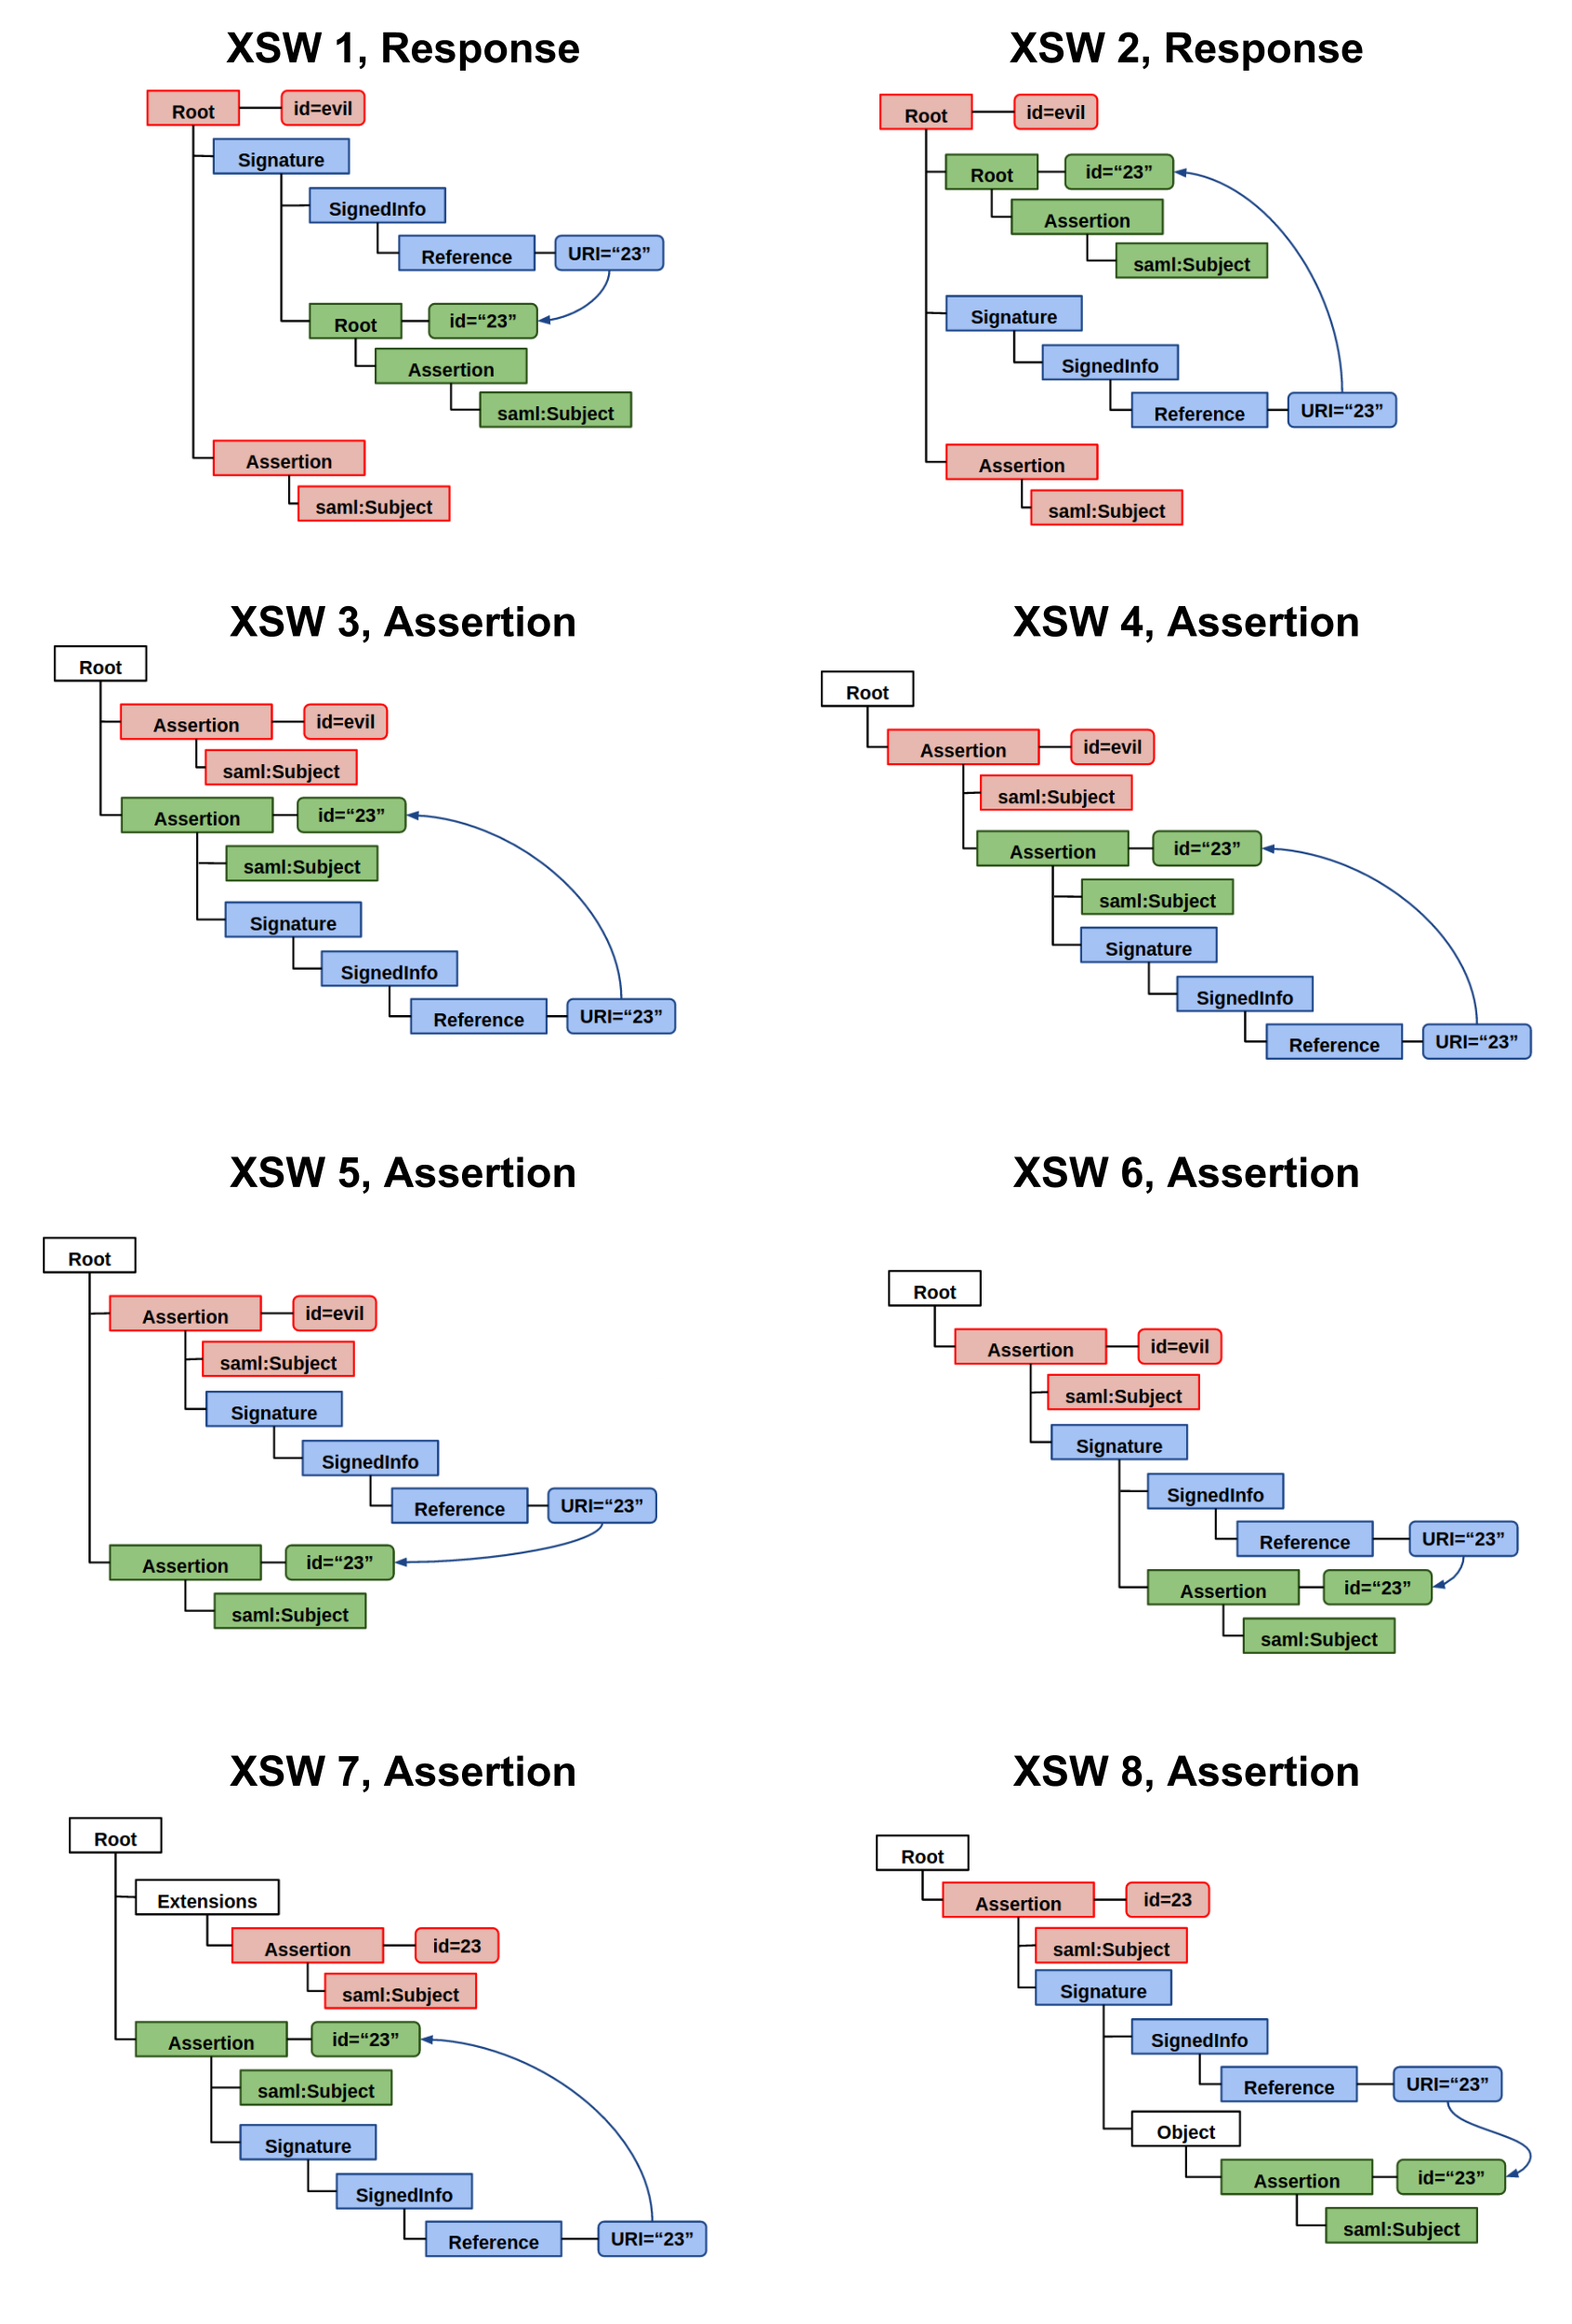 XSW 1, Response
Root
id=evil
Signature
SignedInfo
Reference
URI=“23”
Root
id=“23”
Assertion
saml:Subject
Assertion
saml:Subject
XSW 2, Response
Root
id=evil
Root
id=“23”
Assertion
saml:Subject
Signature
SignedInfo
Reference
URI=“23”
Assertion
saml:Subject
XSW 3, Assertion
Root
Assertion
id=evil
saml:Subject
Assertion
id=“23”
saml:Subject
Signature
SignedInfo
Reference
URI=“23”
XSW 4, Assertion
Root
Assertion
id=evil
saml:Subject
Assertion
id=“23”
saml:Subject
Signature
SignedInfo
Reference
URI=“23”
XSW 5, Assertion
Root
Assertion
id=evil
saml:Subject
Signature
SignedInfo
Reference
URI=“23”
Assertion
id=“23”
saml:Subject
XSW 6, Assertion
Root
Assertion
id=evil
saml:Subject
Signature
SignedInfo
Reference
URI=“23”
Assertion
id=“23”
saml:Subject
XSW 7, Assertion
Root
Extensions
Assertion
id=23
saml:Subject
Assertion
id=“23”
saml:Subject
Signature
SignedInfo
Reference
URI=“23”
XSW 8, Assertion
Root
Assertion
id=23
saml:Subject
Signature
SignedInfo
Reference
URI=“23”
Object
Assertion
id=“23”
saml:Subject